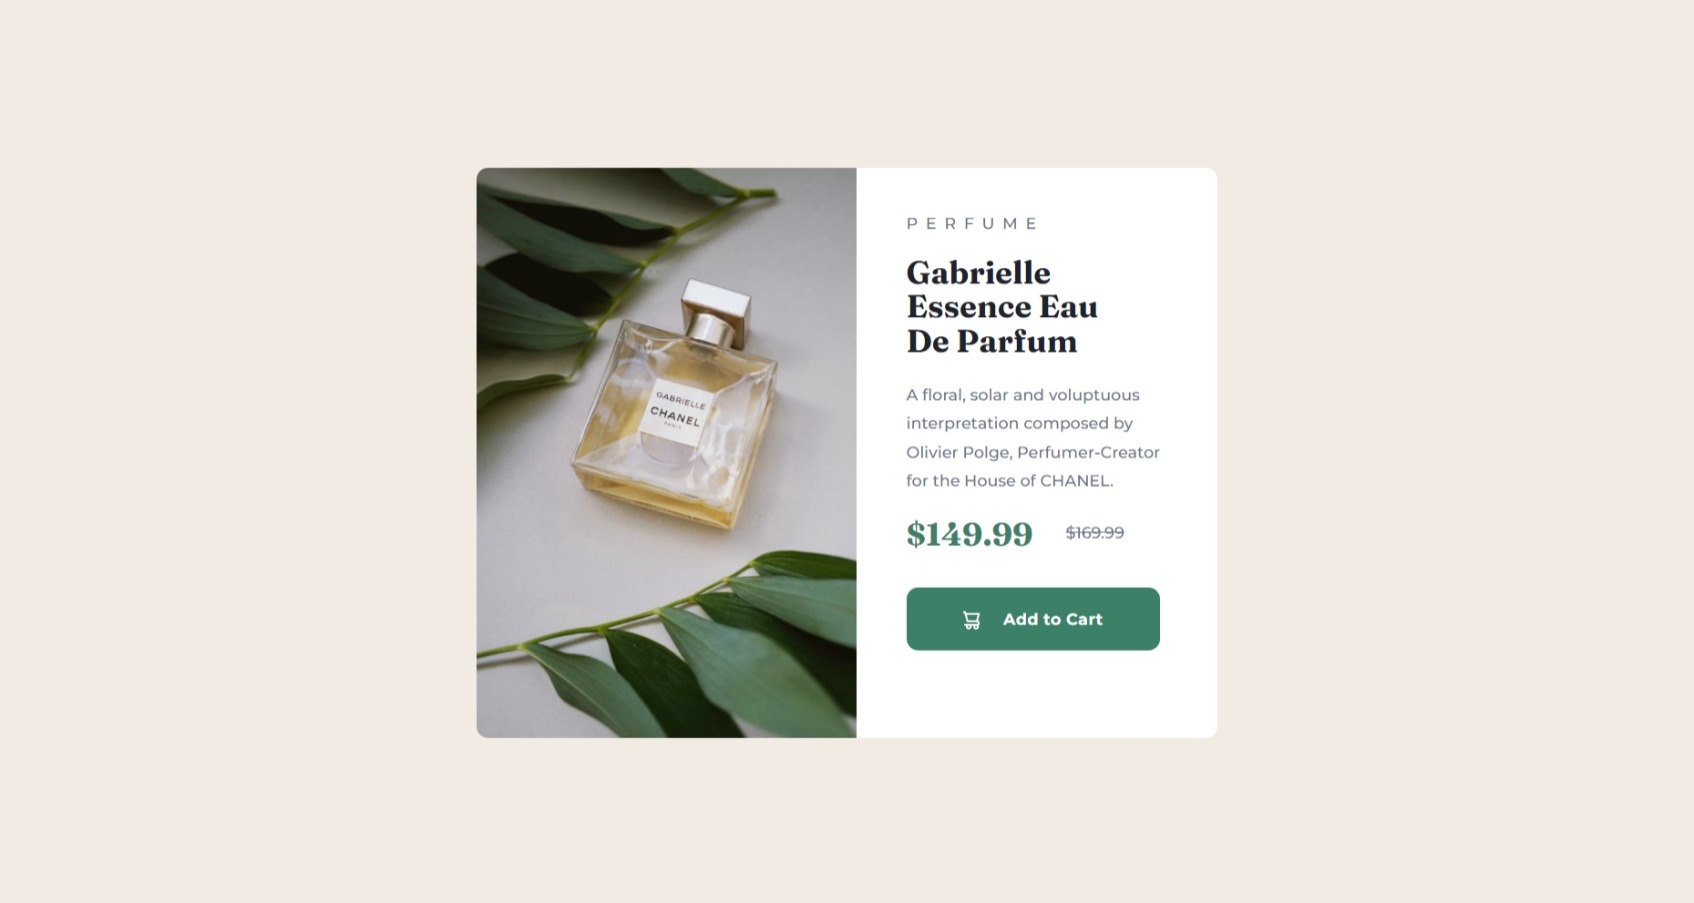 GABRIELLE
CHANEL
PARIS
PERFUME
Gabrielle
Essence Eau
De Parfum
A floral, solar and voluptuous
interpretation composed by
Olivier Polge, Perfumer-Creator
for the House of CHANEL.
$149.99 $169.99
Add to Cart